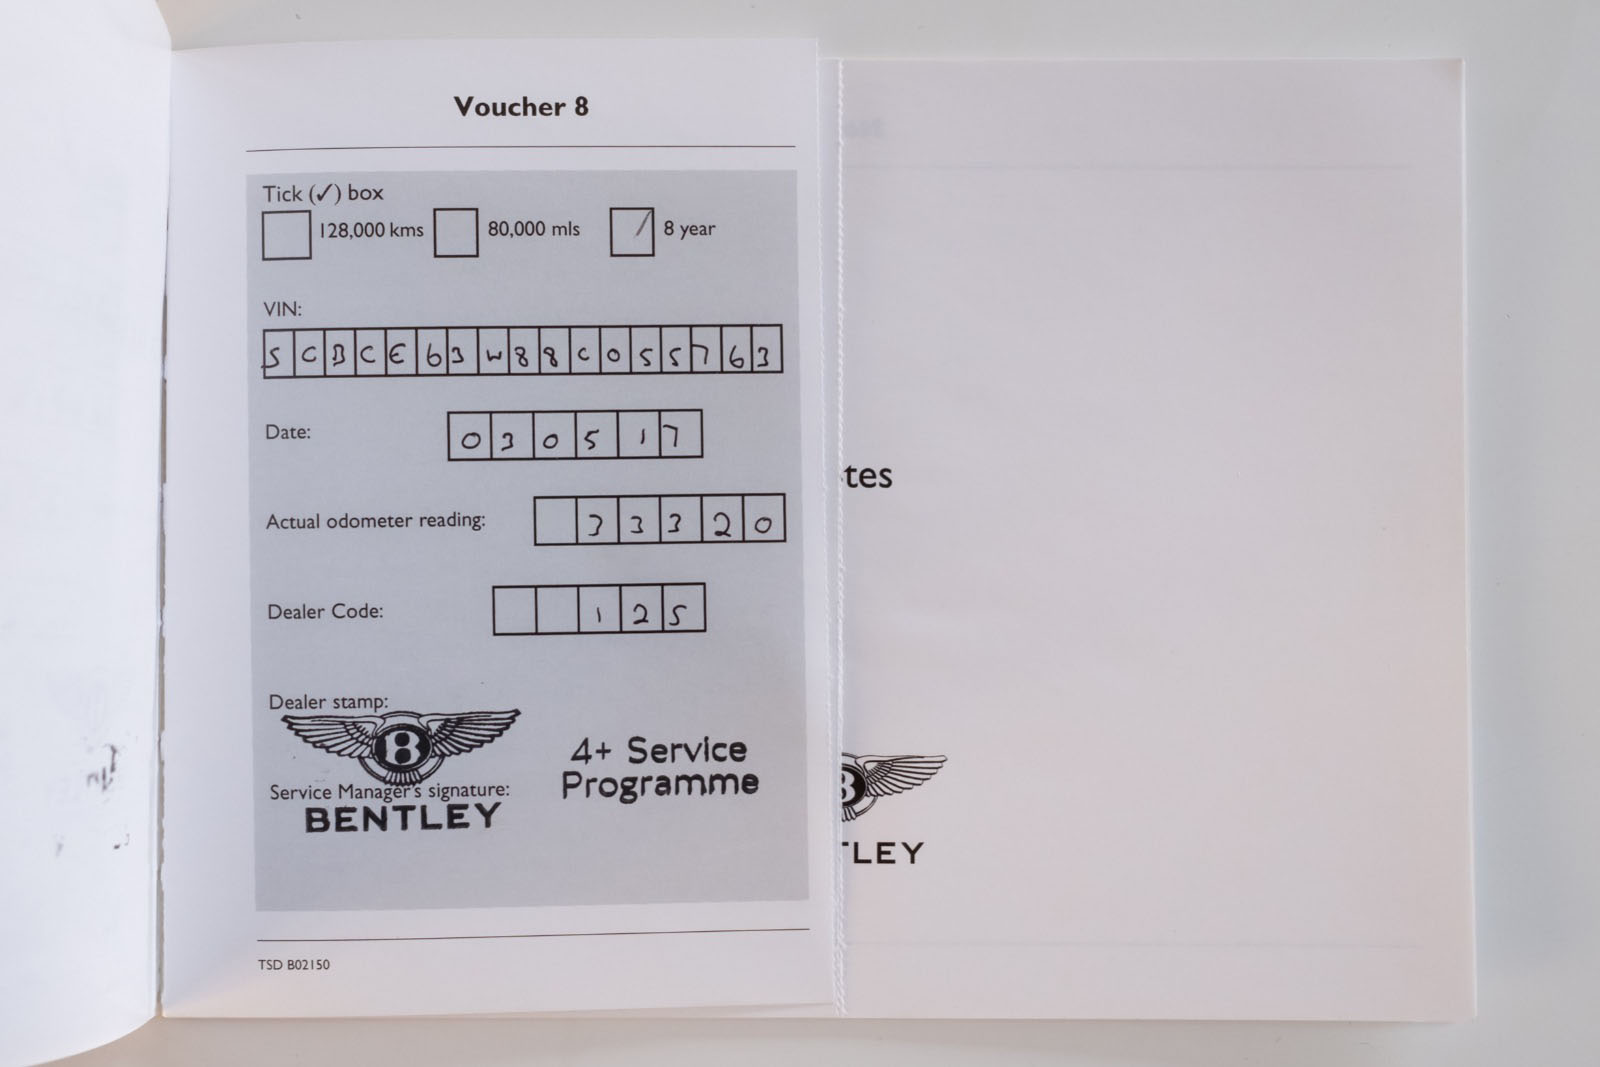 Voucher 8
Tick (✓) box
128,000 kms 80,000 mls / 8 year
VIN:
SCBCE63W88C055763
Date:
030517
Actual odometer reading:
33320
Dealer Code:
125
Dealer stamp:
B
4+ Service
Programme
Service Manager's signature:
BENTLEY
TSD B02150
tes
B
TLEY